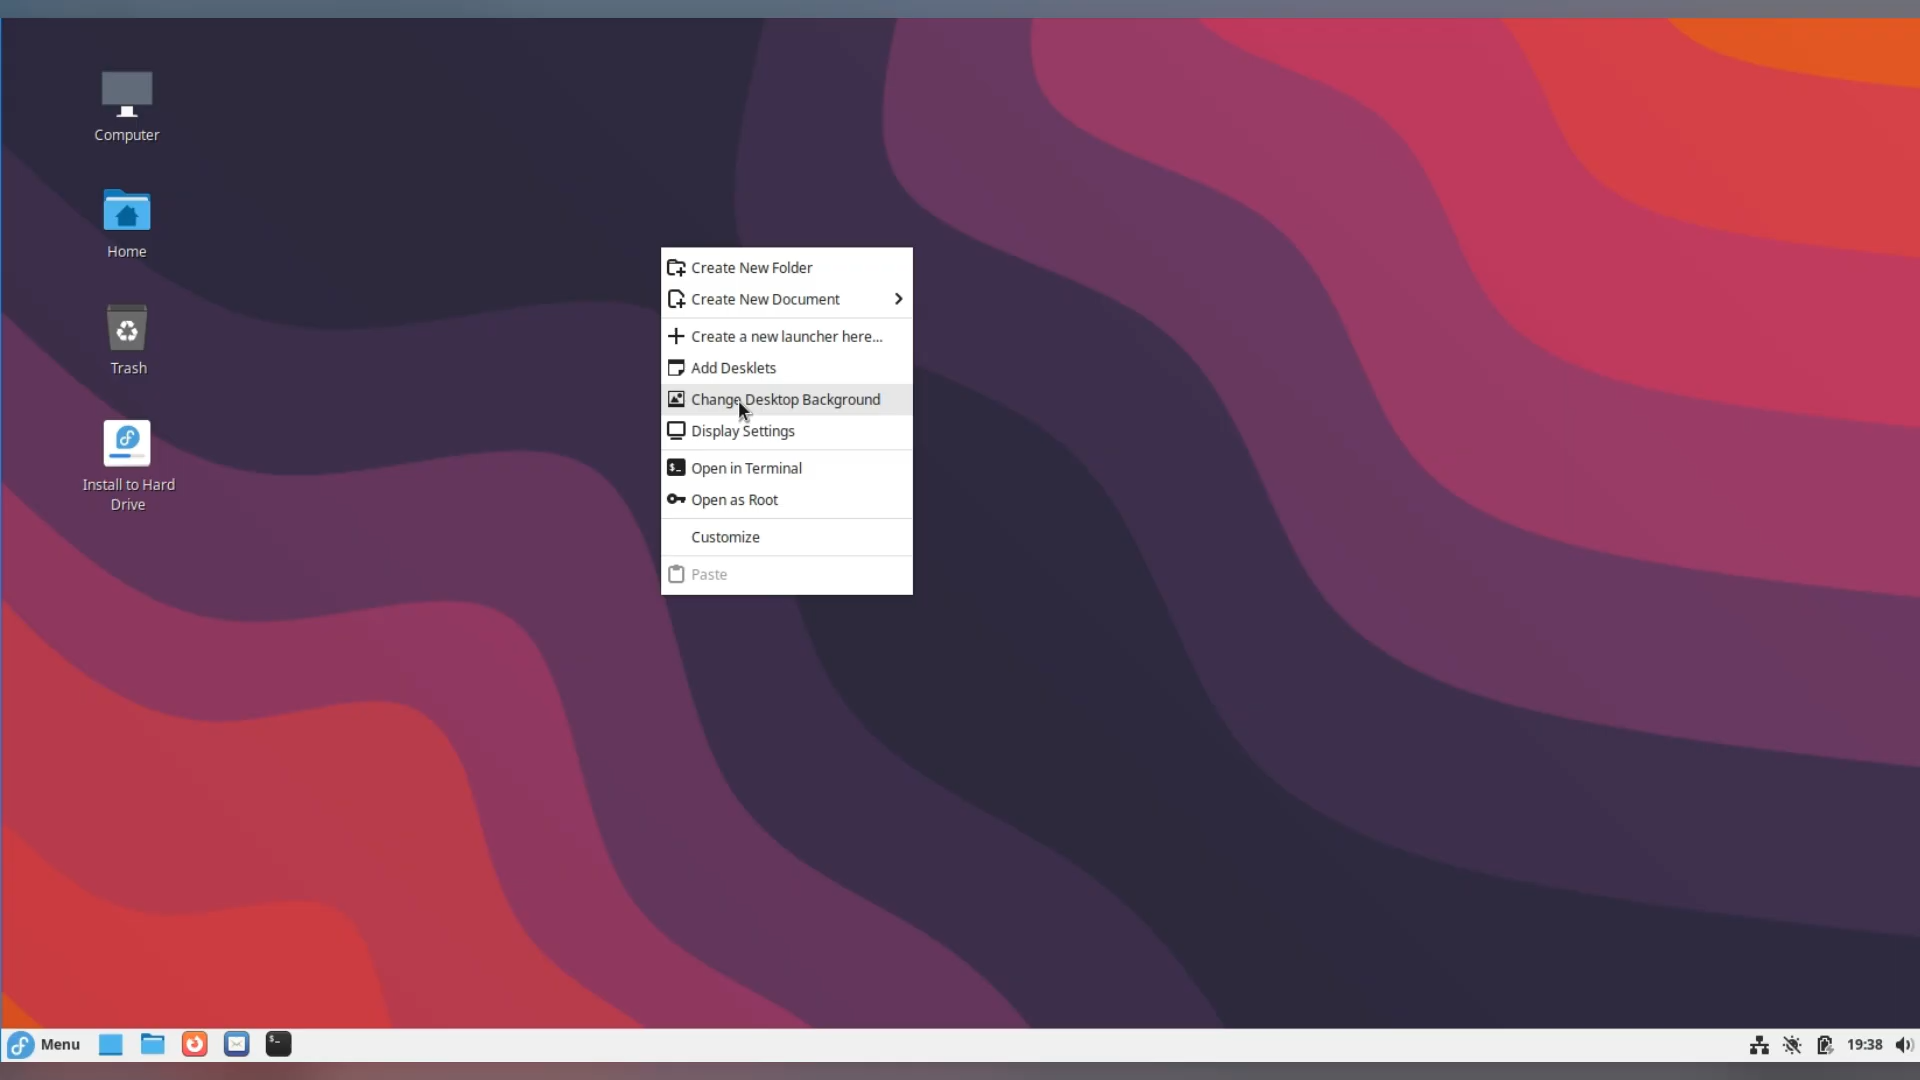 Computer
Home
Trash
Install to Hard
Drive
Create New Folder
Create New Document
Create a new launcher here...
Add Desklets
Change Desktop Background
Display Settings
Open in Terminal
Open as Root
Customize
Paste
Menu
19:38